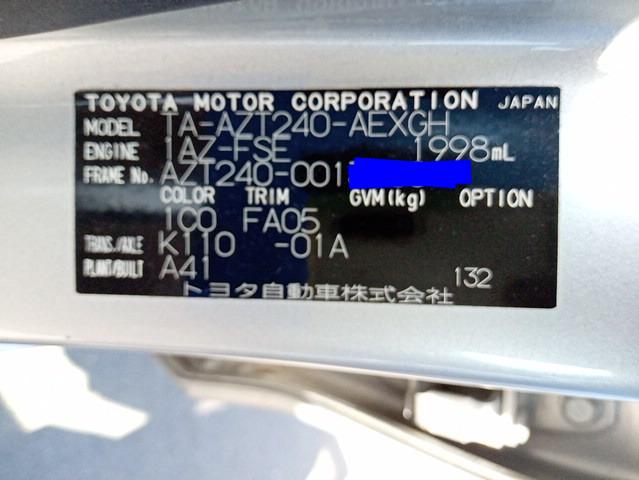 TOYOTA MOTOR CORPORATION JAPAN
MODEL TA-AZT240-AEXGH
ENGINE 1AZ-FSE 1998mL
FRAME No. AZT240-001
COLOR TRIM GVM(kg) OPTION
1C0 FA05
TRANS./AXLE K110 -01A
PLANT/BUILT A41
132
トヨタ自動車株式会社